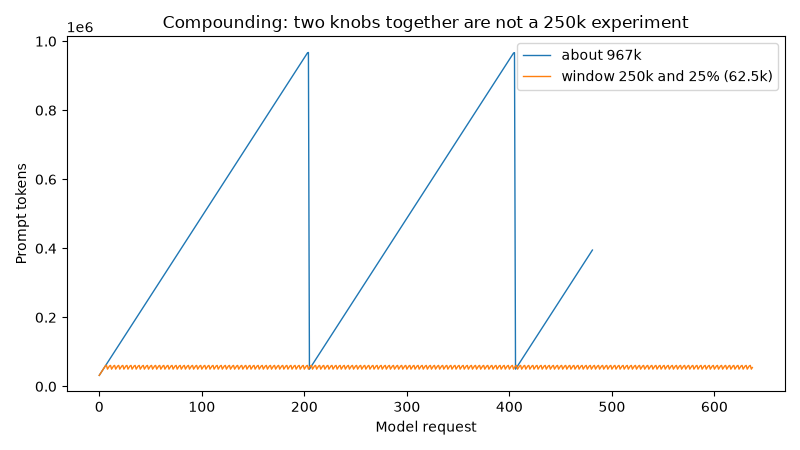 Compounding: two knobs together are not a 250k experiment
1e6
about 967k
window 250k and 25% (62.5k)
1.0
0.8
0.6
0.4
0.2
0.0
Prompt tokens
0 100 200 300 400 500 600
Model request